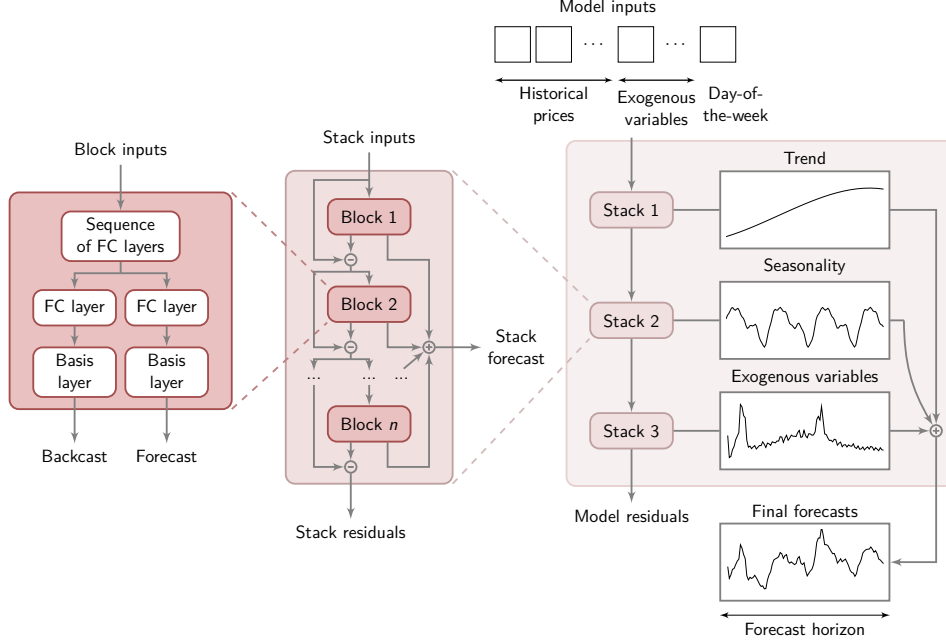 Model inputs
...
...
Historical
prices
Exogenous
variables
Day-of-
the-week
Block inputs
Sequence
of FC layers
FC layer
FC layer
Basis
layer
Basis
layer
Backcast
Forecast
Stack inputs
Block 1
−
Block 2
−
+
...
...
...
Block n
−
Stack
forecast
Stack residuals
Trend
Stack 1
Seasonality
Stack 2
Exogenous variables
Stack 3
+
Model residuals
Final forecasts
Forecast horizon